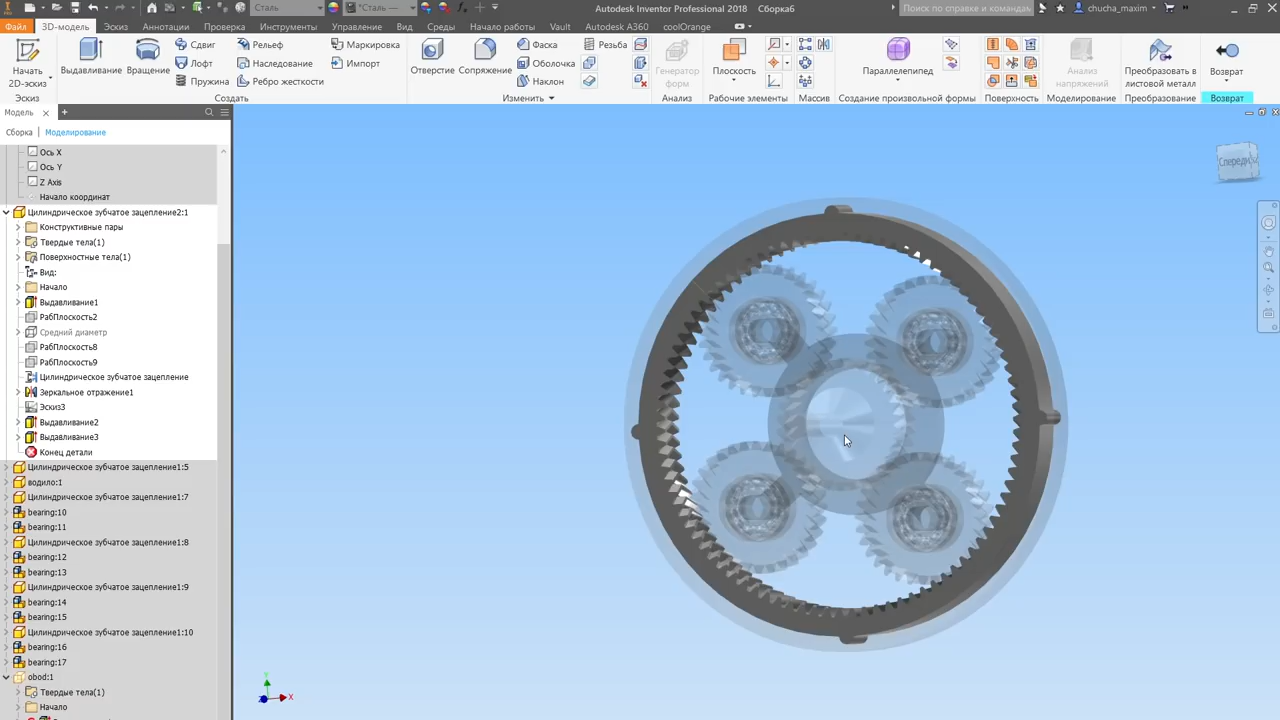 Сталь
*Сталь
Autodesk Inventor Professional 2018
Сборка6
Поиск по справке и командам
chucha_maxim
Файл
3D-модель
Эскиз
Аннотации
Проверка
Инструменты
Управление
Вид
Среды
Начало работы
Vault
Autodesk A360
coolOrange
Начать
2D-эскиз
Выдавливание
Вращение
Сдвиг
Лофт
Пружина
Рельеф
Наследование
Ребро жесткости
Маркировка
Импорт
Отверстие
Сопряжение
Фаска
Оболочка
Наклон
Резьба
Генератор
форм
Плоскость
Параллелепипед
Анализ
напряжений
Преобразовать в
листовой металл
Возврат
Эскиз
Создать
Изменить
Анализ
Рабочие элементы
Массив
Создание произвольной формы
Поверхность
Моделирование
Преобразование
Возврат
Модель
Сборка
Моделирование
Ось X
Ось Y
Z Axis
Начало координат
Цилиндрическое зубчатое зацепление2:1
Конструктивные пары
Твердые тела(1)
Поверхностные тела(1)
Вид:
Начало
Выдавливание1
РабПлоскость2
Средний диаметр
РабПлоскость8
РабПлоскость9
Цилиндрическое зубчатое зацепление
Зеркальное отражение1
Эскиз3
Выдавливание2
Выдавливание3
Конец детали
Цилиндрическое зубчатое зацепление1:5
водило:1
Цилиндрическое зубчатое зацепление1:7
bearing:10
bearing:11
Цилиндрическое зубчатое зацепление1:8
bearing:12
bearing:13
Цилиндрическое зубчатое зацепление1:9
bearing:14
bearing:15
Цилиндрическое зубчатое зацепление1:10
bearing:16
bearing:17
obod:1
Твердые тела(1)
Начало
Спереди
Y
X
Z